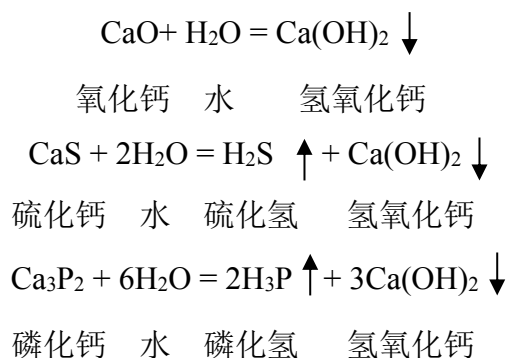 CaO+ H₂O = Ca(OH)₂ ↓
氧化钙 水 氢氧化钙
CaS + 2H₂O = H₂S ↑ + Ca(OH)₂ ↓
硫化钙 水 硫化氢 氢氧化钙
Ca₃P₂ + 6H₂O = 2H₃P ↑ + 3Ca(OH)₂ ↓
磷化钙 水 磷化氢 氢氧化钙